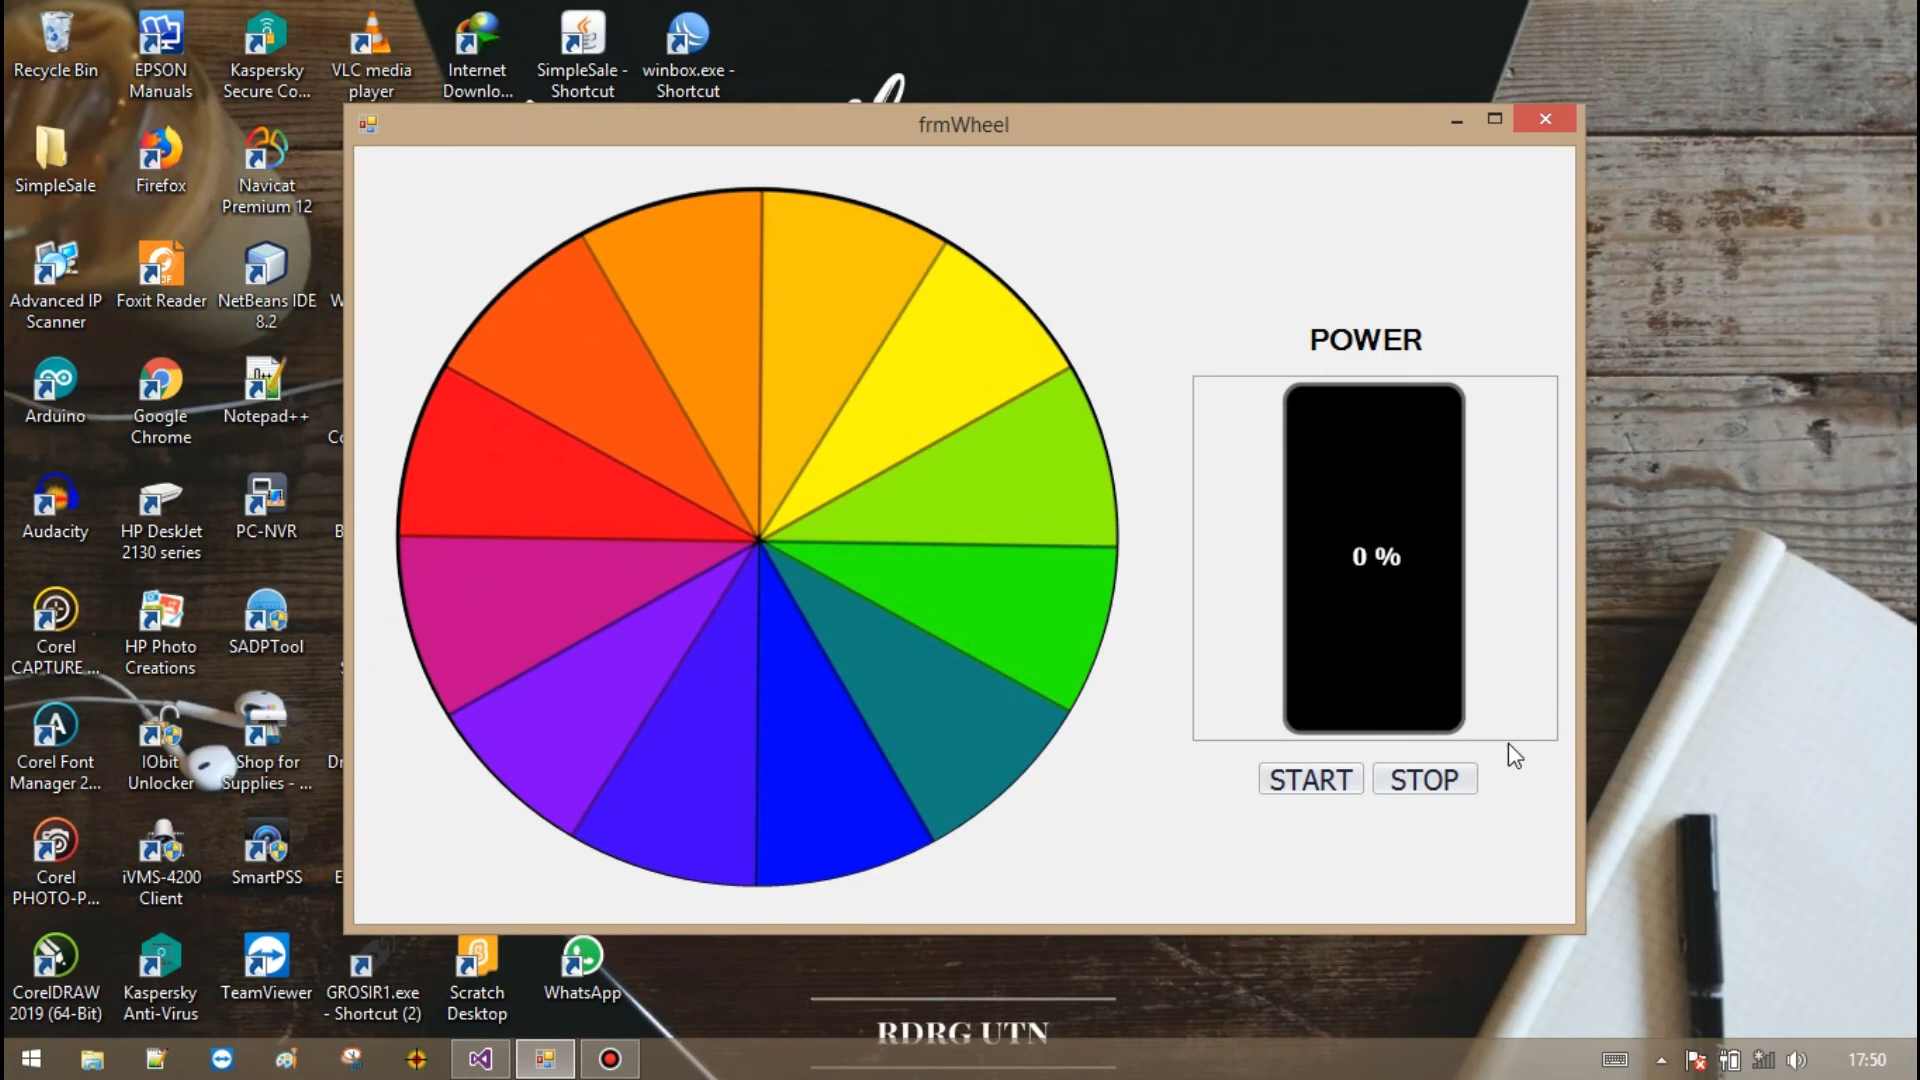 Recycle Bin
EPSON
Manuals
Kaspersky
Secure Co...
VLC media
player
Internet
Downlo...
SimpleSale -
Shortcut
winbox.exe -
Shortcut
frmWheel
SimpleSale
Firefox
Navicat
Premium 12
Advanced IP
Scanner
Foxit Reader
NetBeans IDE
8.2
W
POWER
Arduino
Google
Chrome
Notepad++
Co
Audacity
HP DeskJet
2130 series
PC-NVR
B
0 %
Corel
CAPTURE ...
HP Photo
Creations
SADPTool
Corel Font
Manager 2...
IObit
Unlocker
Shop for
Supplies - ...
Dr
START
STOP
Corel
PHOTO-P...
iVMS-4200
Client
SmartPSS
E
CorelDRAW
2019 (64-Bit)
Kaspersky
Anti-Virus
TeamViewer
GROSIR1.exe
- Shortcut (2)
Scratch
Desktop
WhatsApp
RDRG UTN
17:50